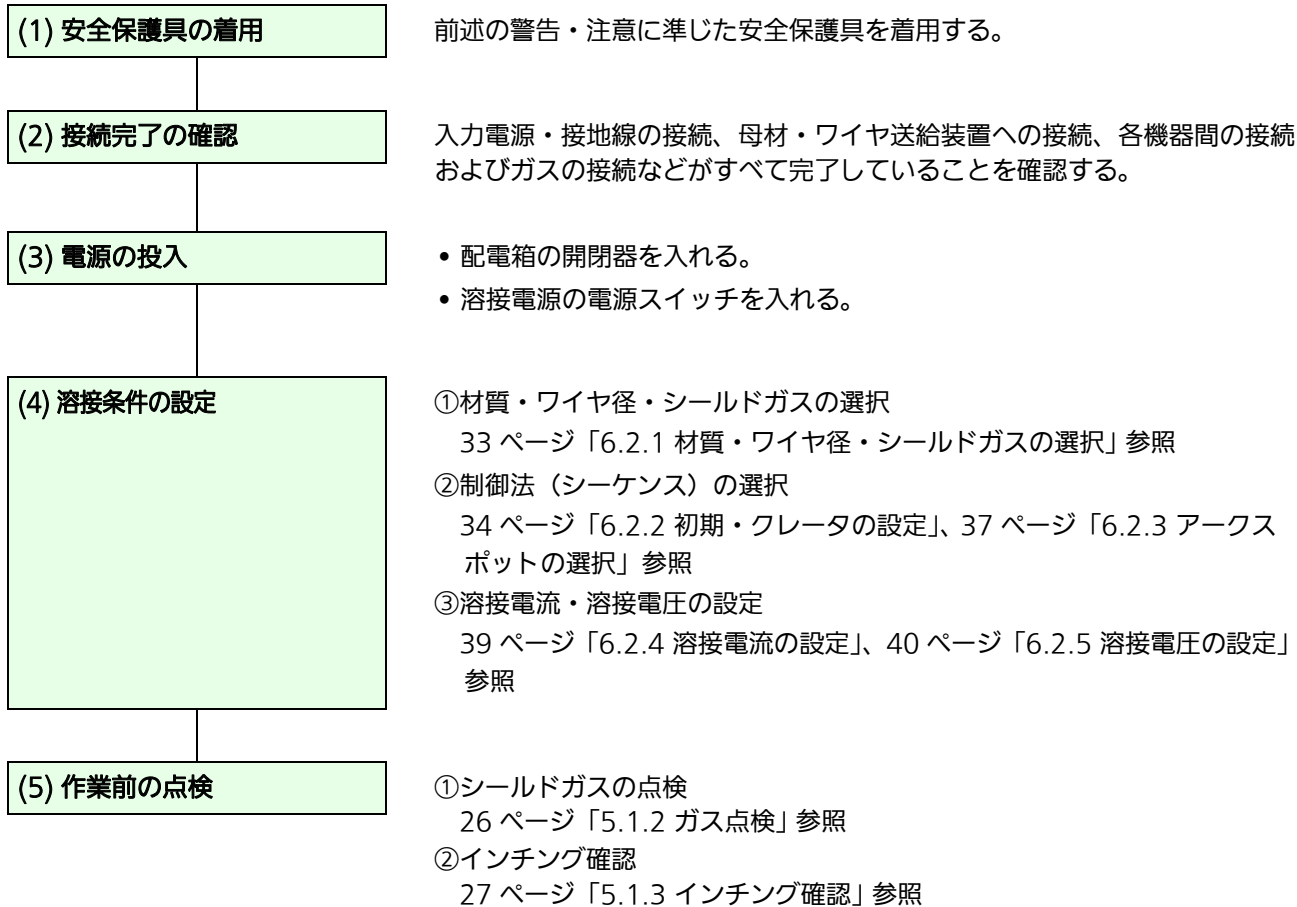 (1) 安全保護具の着用
前述の警告・注意に準じた安全保護具を着用する。
(2) 接続完了の確認
入力電源・接地線の接続、母材・ワイヤ送給装置への接続、各機器間の接続
およびガスの接続などがすべて完了していることを確認する。
(3) 電源の投入
• 配電箱の開閉器を入れる。
• 溶接電源の電源スイッチを入れる。
(4) 溶接条件の設定
①材質・ワイヤ径・シールドガスの選択
33 ページ「6.2.1 材質・ワイヤ径・シールドガスの選択」参照
②制御法（シーケンス）の選択
34 ページ「6.2.2 初期・クレータの設定」、37 ページ「6.2.3 アークス
ポットの選択」参照
③溶接電流・溶接電圧の設定
39 ページ「6.2.4 溶接電流の設定」、40 ページ「6.2.5 溶接電圧の設定」
参照
(5) 作業前の点検
①シールドガスの点検
26 ページ「5.1.2 ガス点検」参照
②インチング確認
27 ページ「5.1.3 インチング確認」参照